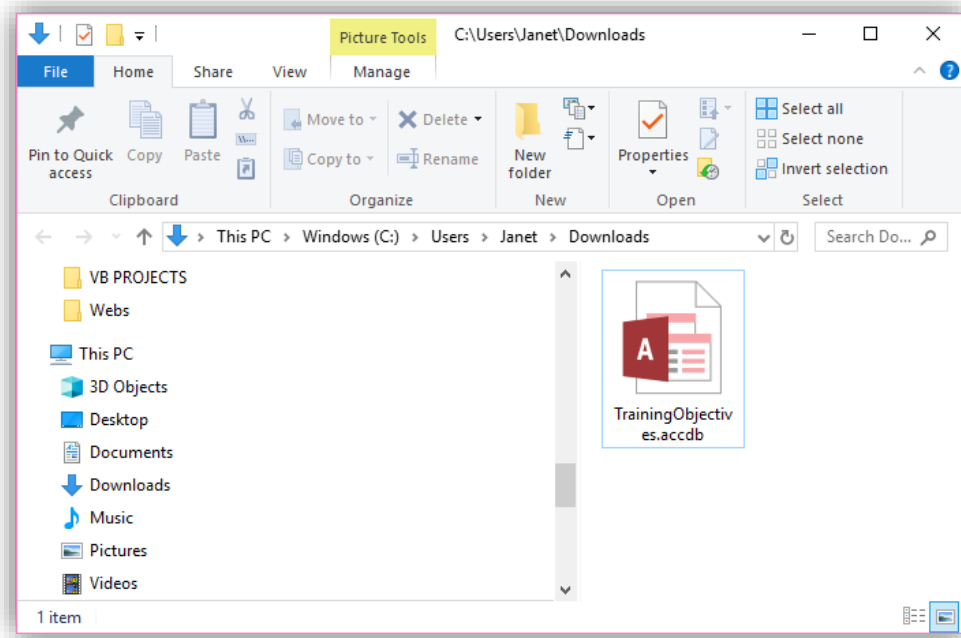 Picture Tools C:\Users\Janet\Downloads
File Home Share View Manage
Pin to Quick access
Copy
Paste
Clipboard
Move to
Copy to
Delete
Rename
Organize
New folder
New
Properties
Open
Select all
Select none
Invert selection
Select
This PC > Windows (C:) > Users > Janet > Downloads
Search Do...
VB PROJECTS
Webs
This PC
3D Objects
Desktop
Documents
Downloads
Music
Pictures
Videos
A
TrainingObjectiv
es.accdb
1 item